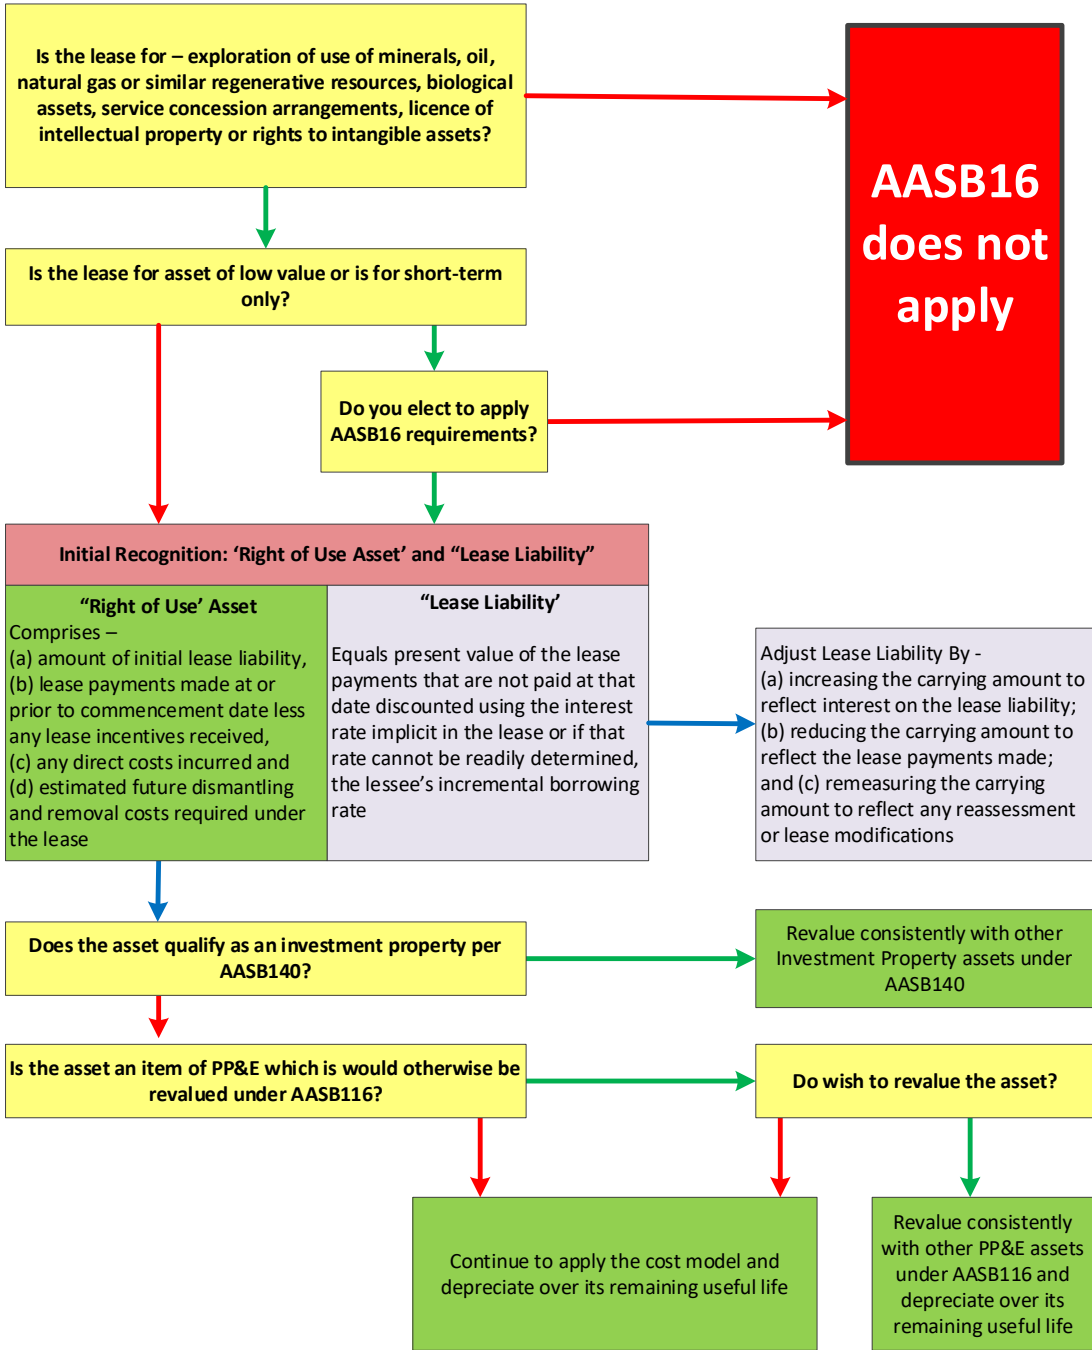 Is the lease for – exploration of use of minerals, oil,
natural gas or similar regenerative resources, biological
assets, service concession arrangements, licence of
intellectual property or rights to intangible assets?
AASB16
does not
apply
Is the lease for asset of low value or is for short-term
only?
Do you elect to apply
AASB16 requirements?
Initial Recognition: ‘Right of Use Asset’ and “Lease Liability”
“Right of Use’ Asset
Comprises –
(a) amount of initial lease liability,
(b) lease payments made at or
prior to commencement date less
any lease incentives received,
(c) any direct costs incurred and
(d) estimated future dismantling
and removal costs required under
the lease
“Lease Liability’
Equals present value of the lease
payments that are not paid at that
date discounted using the interest
rate implicit in the lease or if that
rate cannot be readily determined,
the lessee’s incremental borrowing
rate
Adjust Lease Liability By -
(a) increasing the carrying amount to
reflect interest on the lease liability;
(b) reducing the carrying amount to
reflect the lease payments made;
and (c) remeasuring the carrying
amount to reflect any reassessment
or lease modifications
Does the asset qualify as an investment property per
AASB140?
Revalue consistently with other
Investment Property assets under
AASB140
Is the asset an item of PP&E which is would otherwise be
revalued under AASB116?
Do wish to revalue the asset?
Continue to apply the cost model and
depreciate over its remaining useful life
Revalue consistently
with other PP&E assets
under AASB116 and
depreciate over its
remaining useful life